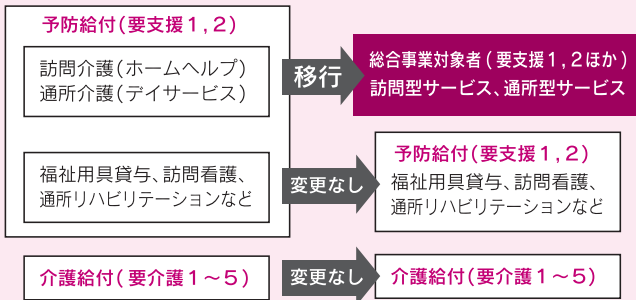 予防給付(要支援1,2)
訪問介護(ホームヘルプ)
通所介護(デイサービス)
移行
総合事業対象者(要支援1,2ほか)
訪問型サービス、通所型サービス
福祉用具貸与、訪問看護、
通所リハビリテーションなど
変更なし
予防給付(要支援1,2)
福祉用具貸与、訪問看護、
通所リハビリテーションなど
介護給付(要介護1～5)
変更なし
介護給付(要介護1～5)